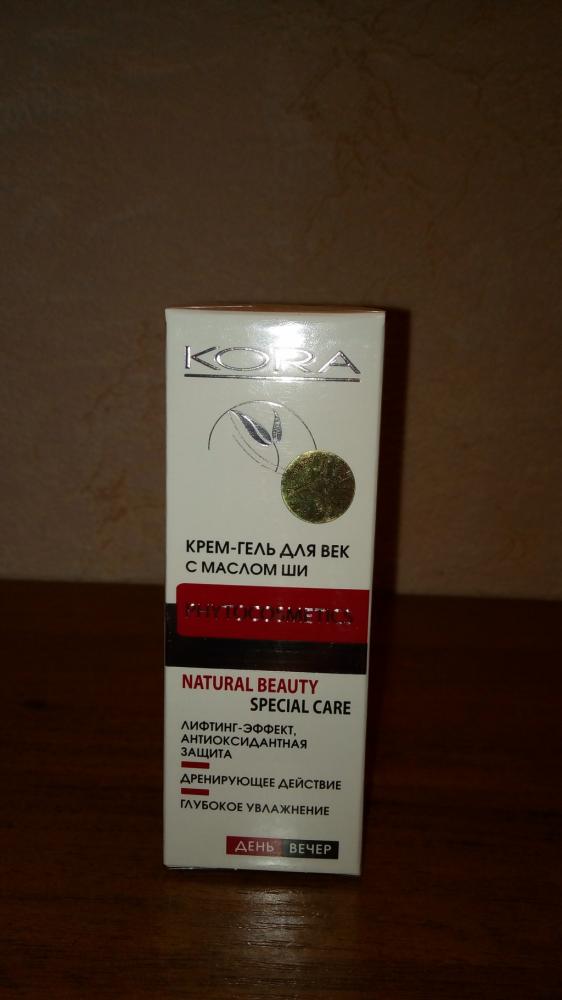 KORA
КРЕМ-ГЕЛЬ ДЛЯ ВЕК
С МАСЛОМ ШИ
PHYTOCOSMETICS
NATURAL BEAUTY
SPECIAL CARE
ЛИФТИНГ-ЭФФЕКТ,
АНТИОКСИДАНТНАЯ
ЗАЩИТА
ДРЕНИРУЮЩЕЕ ДЕЙСТВИЕ
ГЛУБОКОЕ УВЛАЖНЕНИЕ
ДЕНЬ ВЕЧЕР